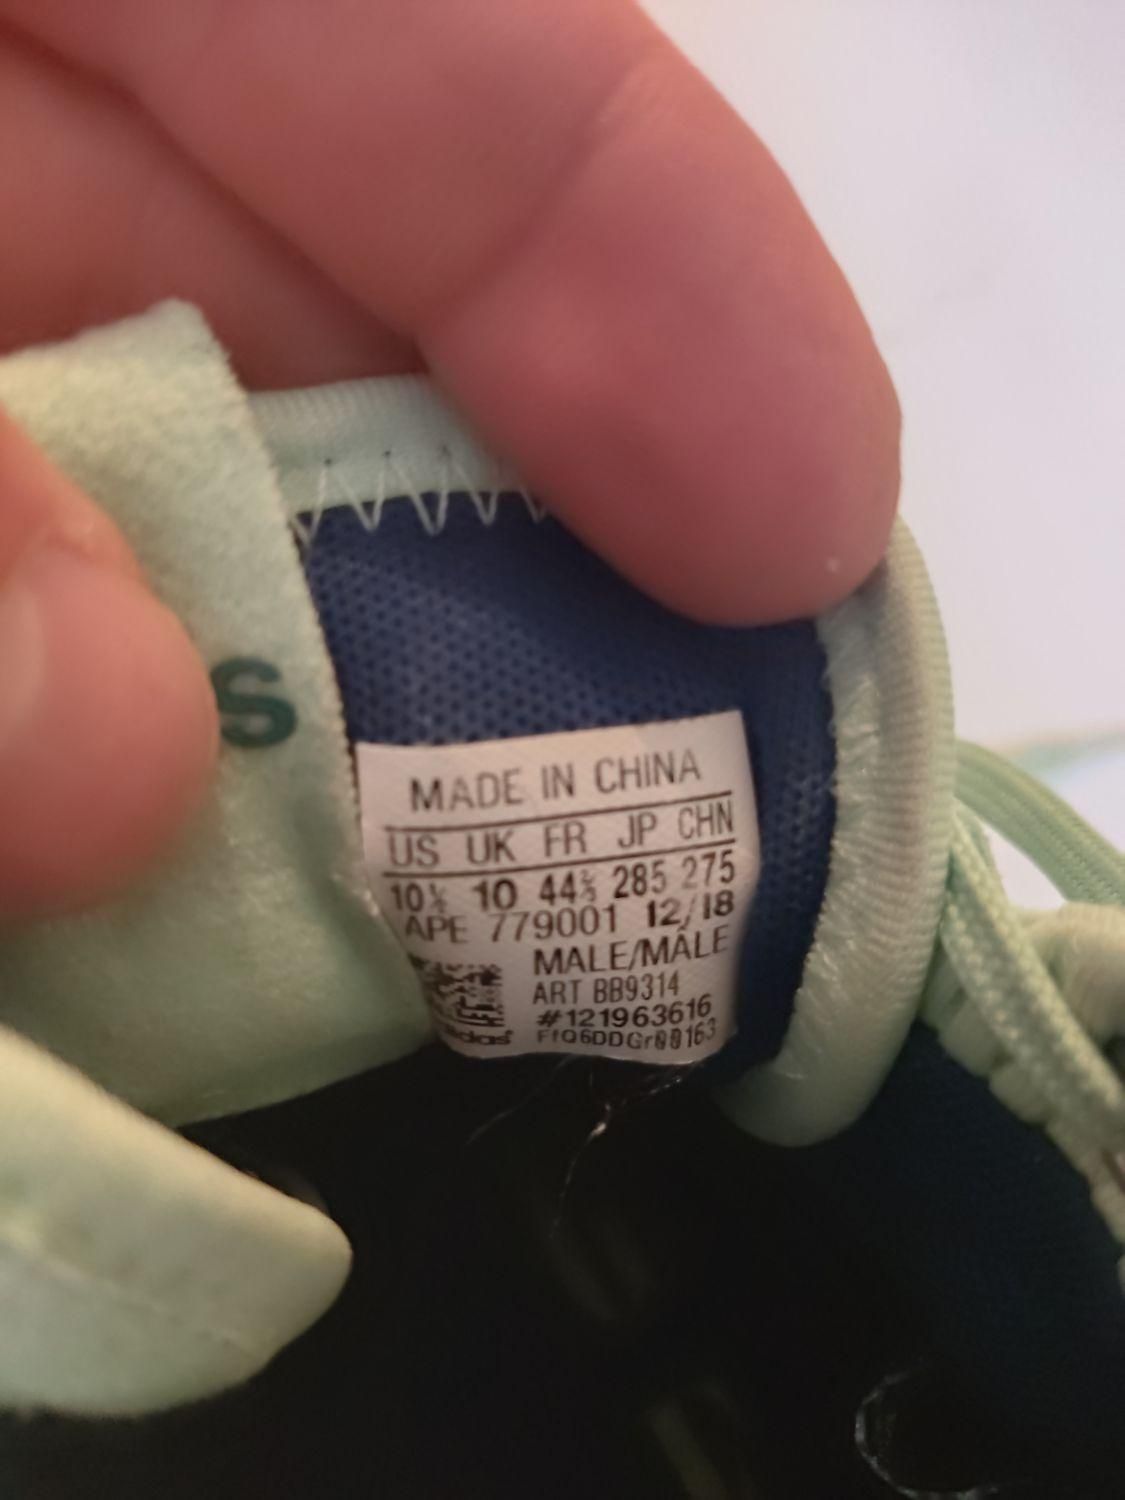 s
MADE IN CHINA
US UK FR JP CHN
10½ 10 44⅔ 285 275
APE 779001 12/18
MALE/MÂLE
ART BB9314
#121963616
adidas.